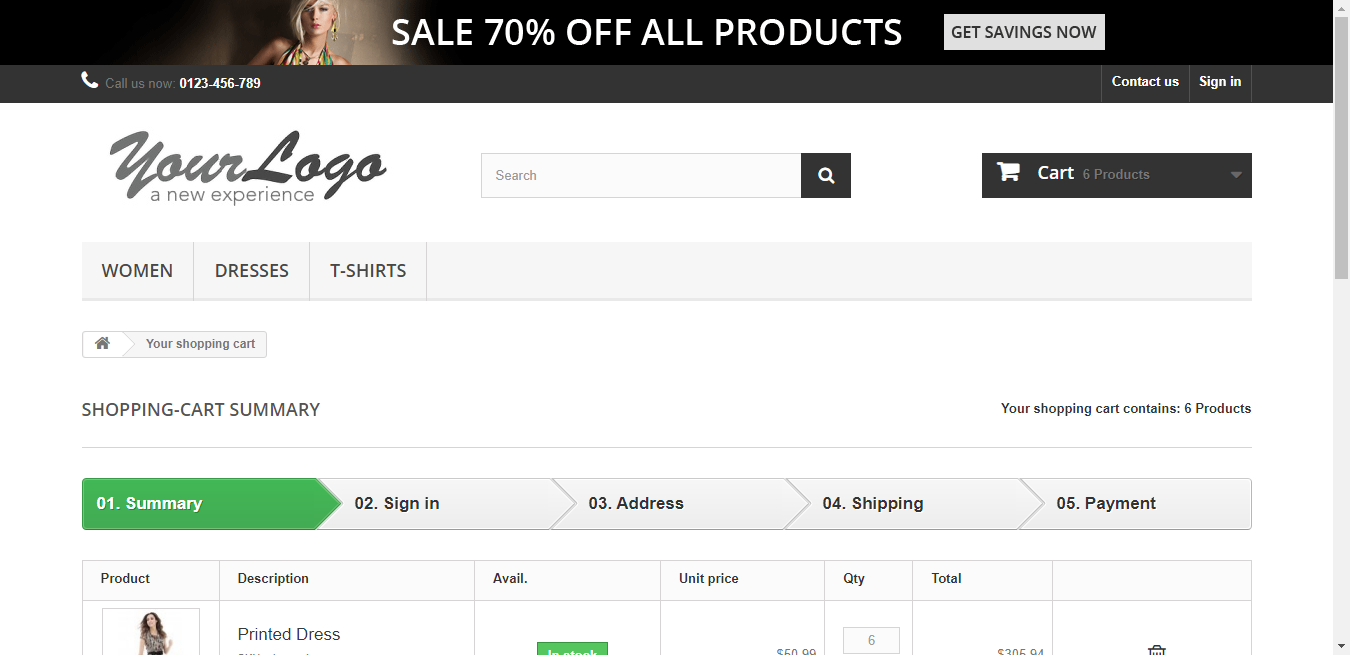 SALE 70% OFF ALL PRODUCTS GET SAVINGS NOW
Call us now: 0123-456-789 Contact us Sign in
YourLogo
a new experience
Search
Cart 6 Products
WOMEN DRESSES T-SHIRTS
Your shopping cart
SHOPPING-CART SUMMARY
Your shopping cart contains: 6 Products
01. Summary 02. Sign in 03. Address 04. Shipping 05. Payment
Product Description Avail. Unit price Qty Total
Printed Dress
6
In stock
$50.99
$305.94